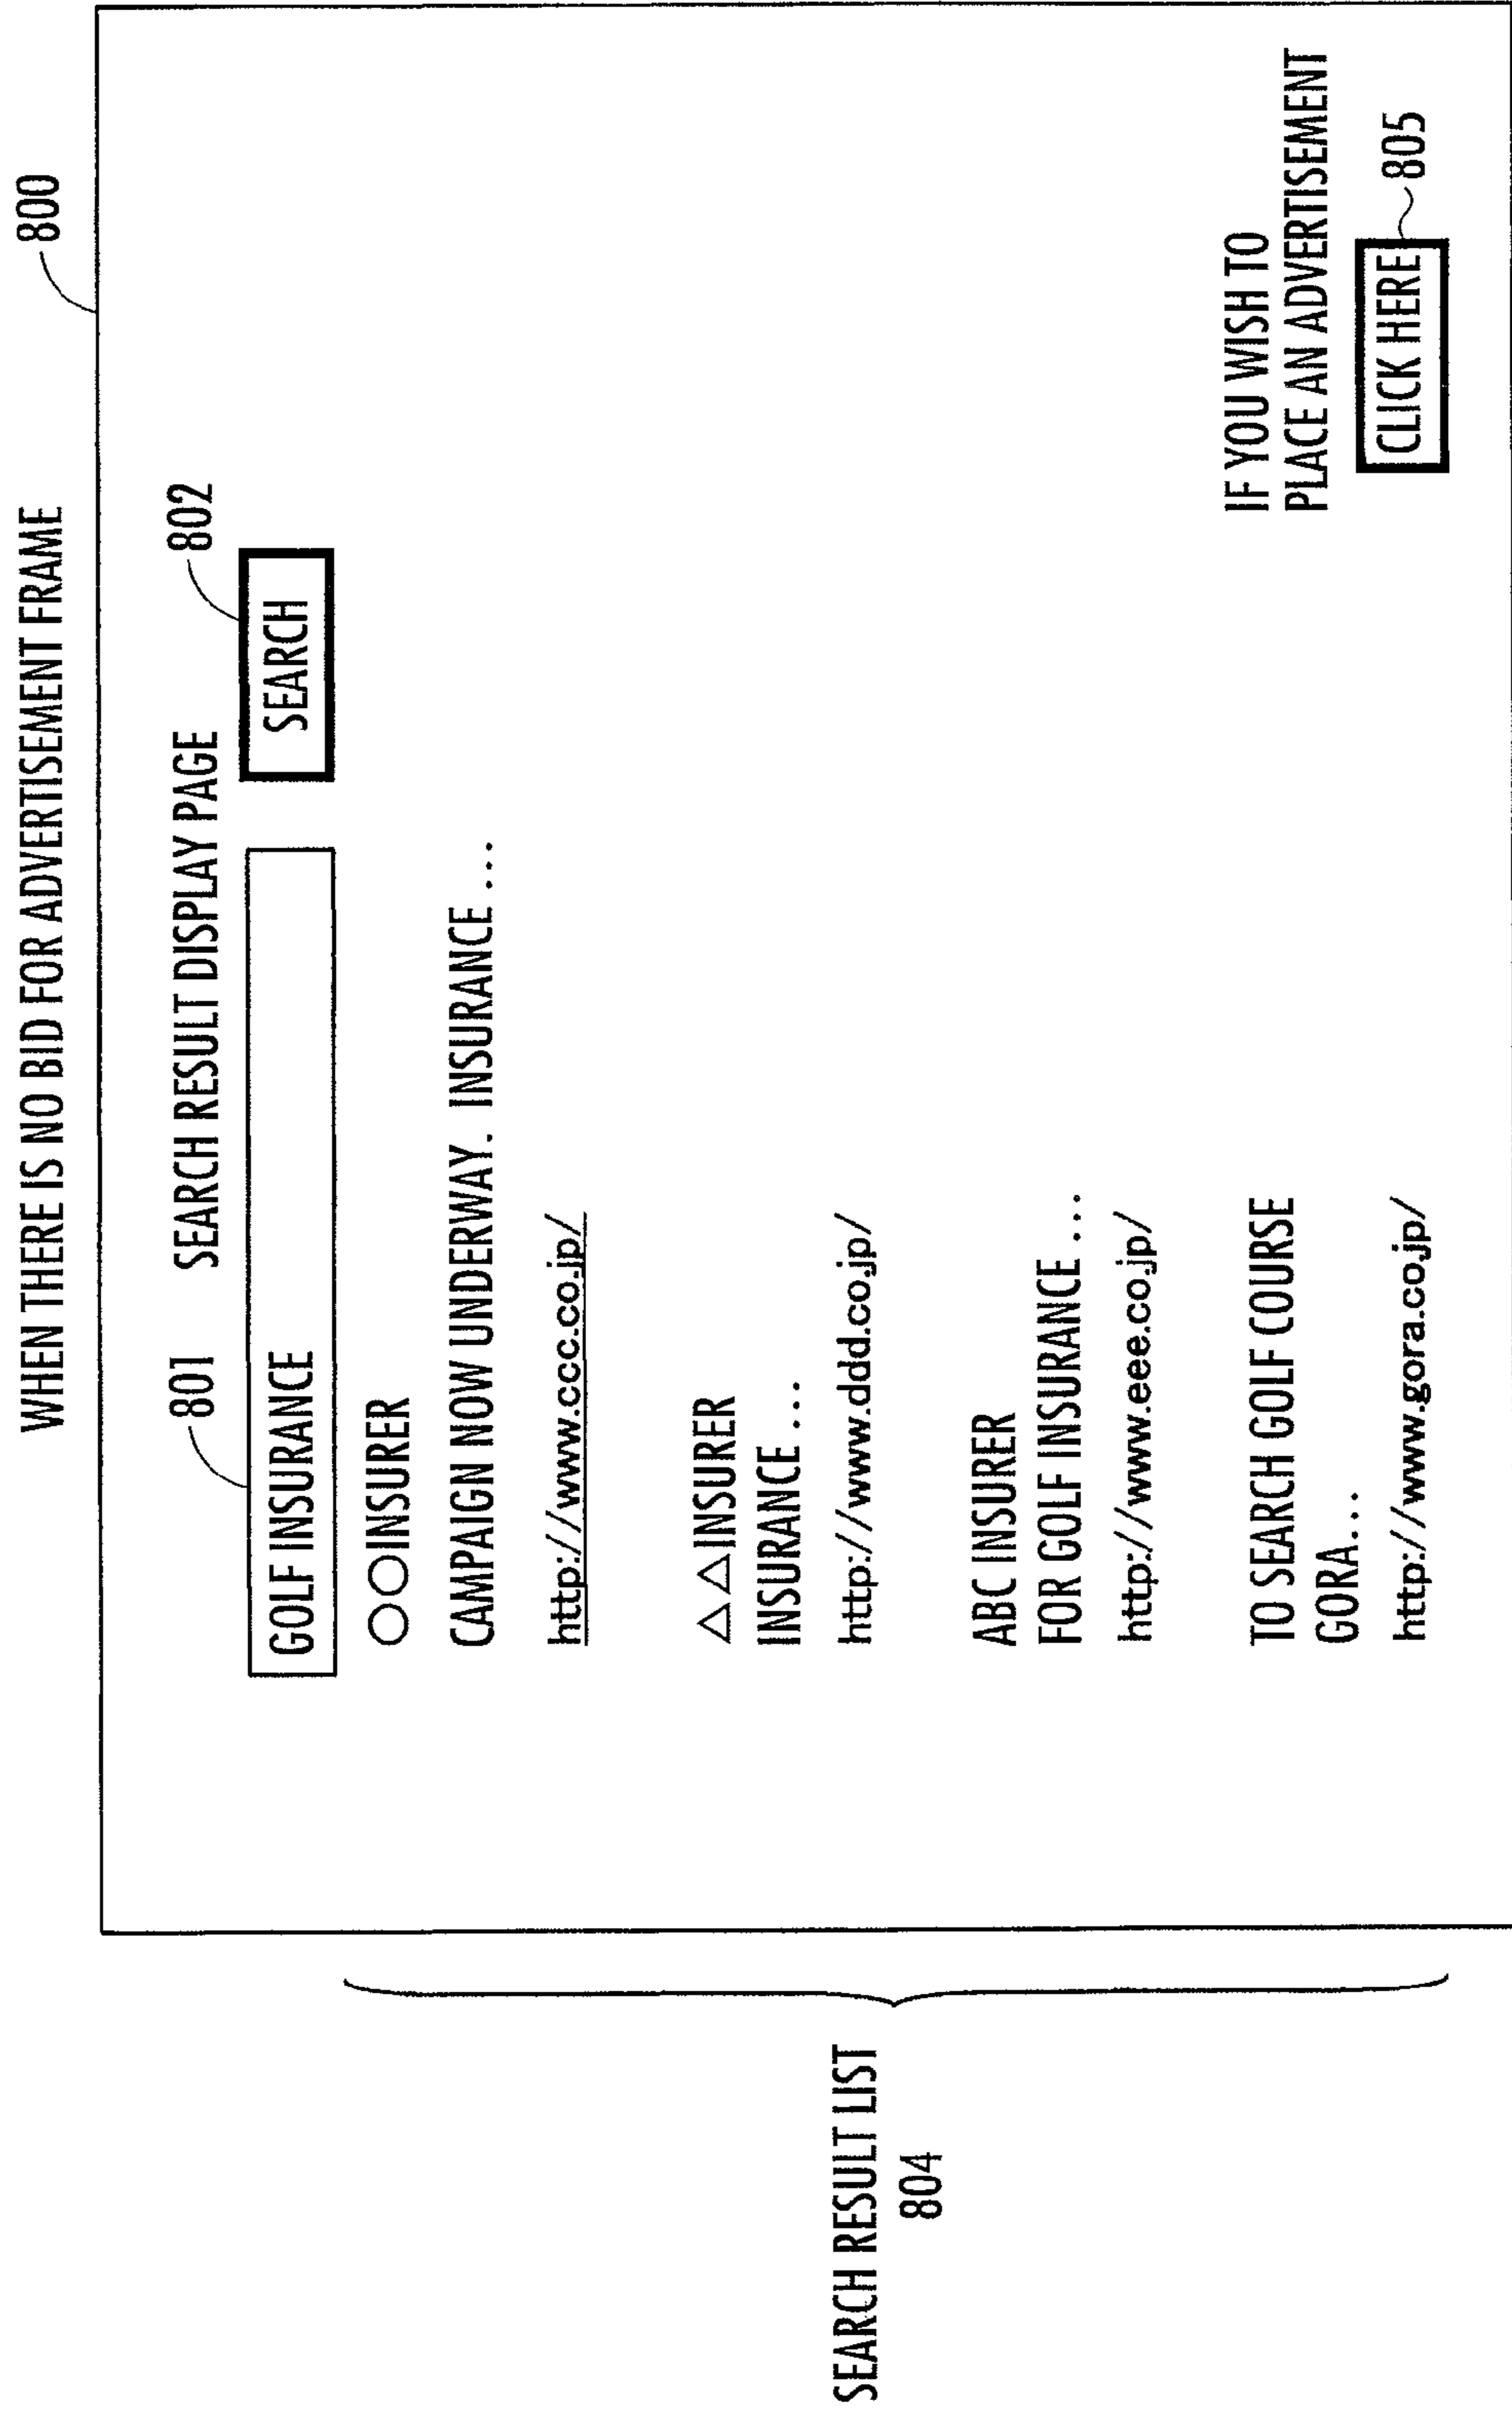 WHEN THERE IS NO BID FOR ADVERTISEMENT FRAME
800
801
SEARCH RESULT DISPLAY PAGE
802
GOLF INSURANCE
SEARCH
○○INSURER
CAMPAIGN NOW UNDERWAY. INSURANCE ...
http://www.ccc.co.jp/
△△INSURER
INSURANCE ...
http://www.ddd.co.jp/
ABC INSURER
FOR GOLF INSURANCE ...
http://www.eee.co.jp/
TO SEARCH GOLF COURSE
GORA...
http://www.gora.co.jp/
SEARCH RESULT LIST
804
IF YOU WISH TO
PLACE AN ADVERTISEMENT
CLICK HERE
805